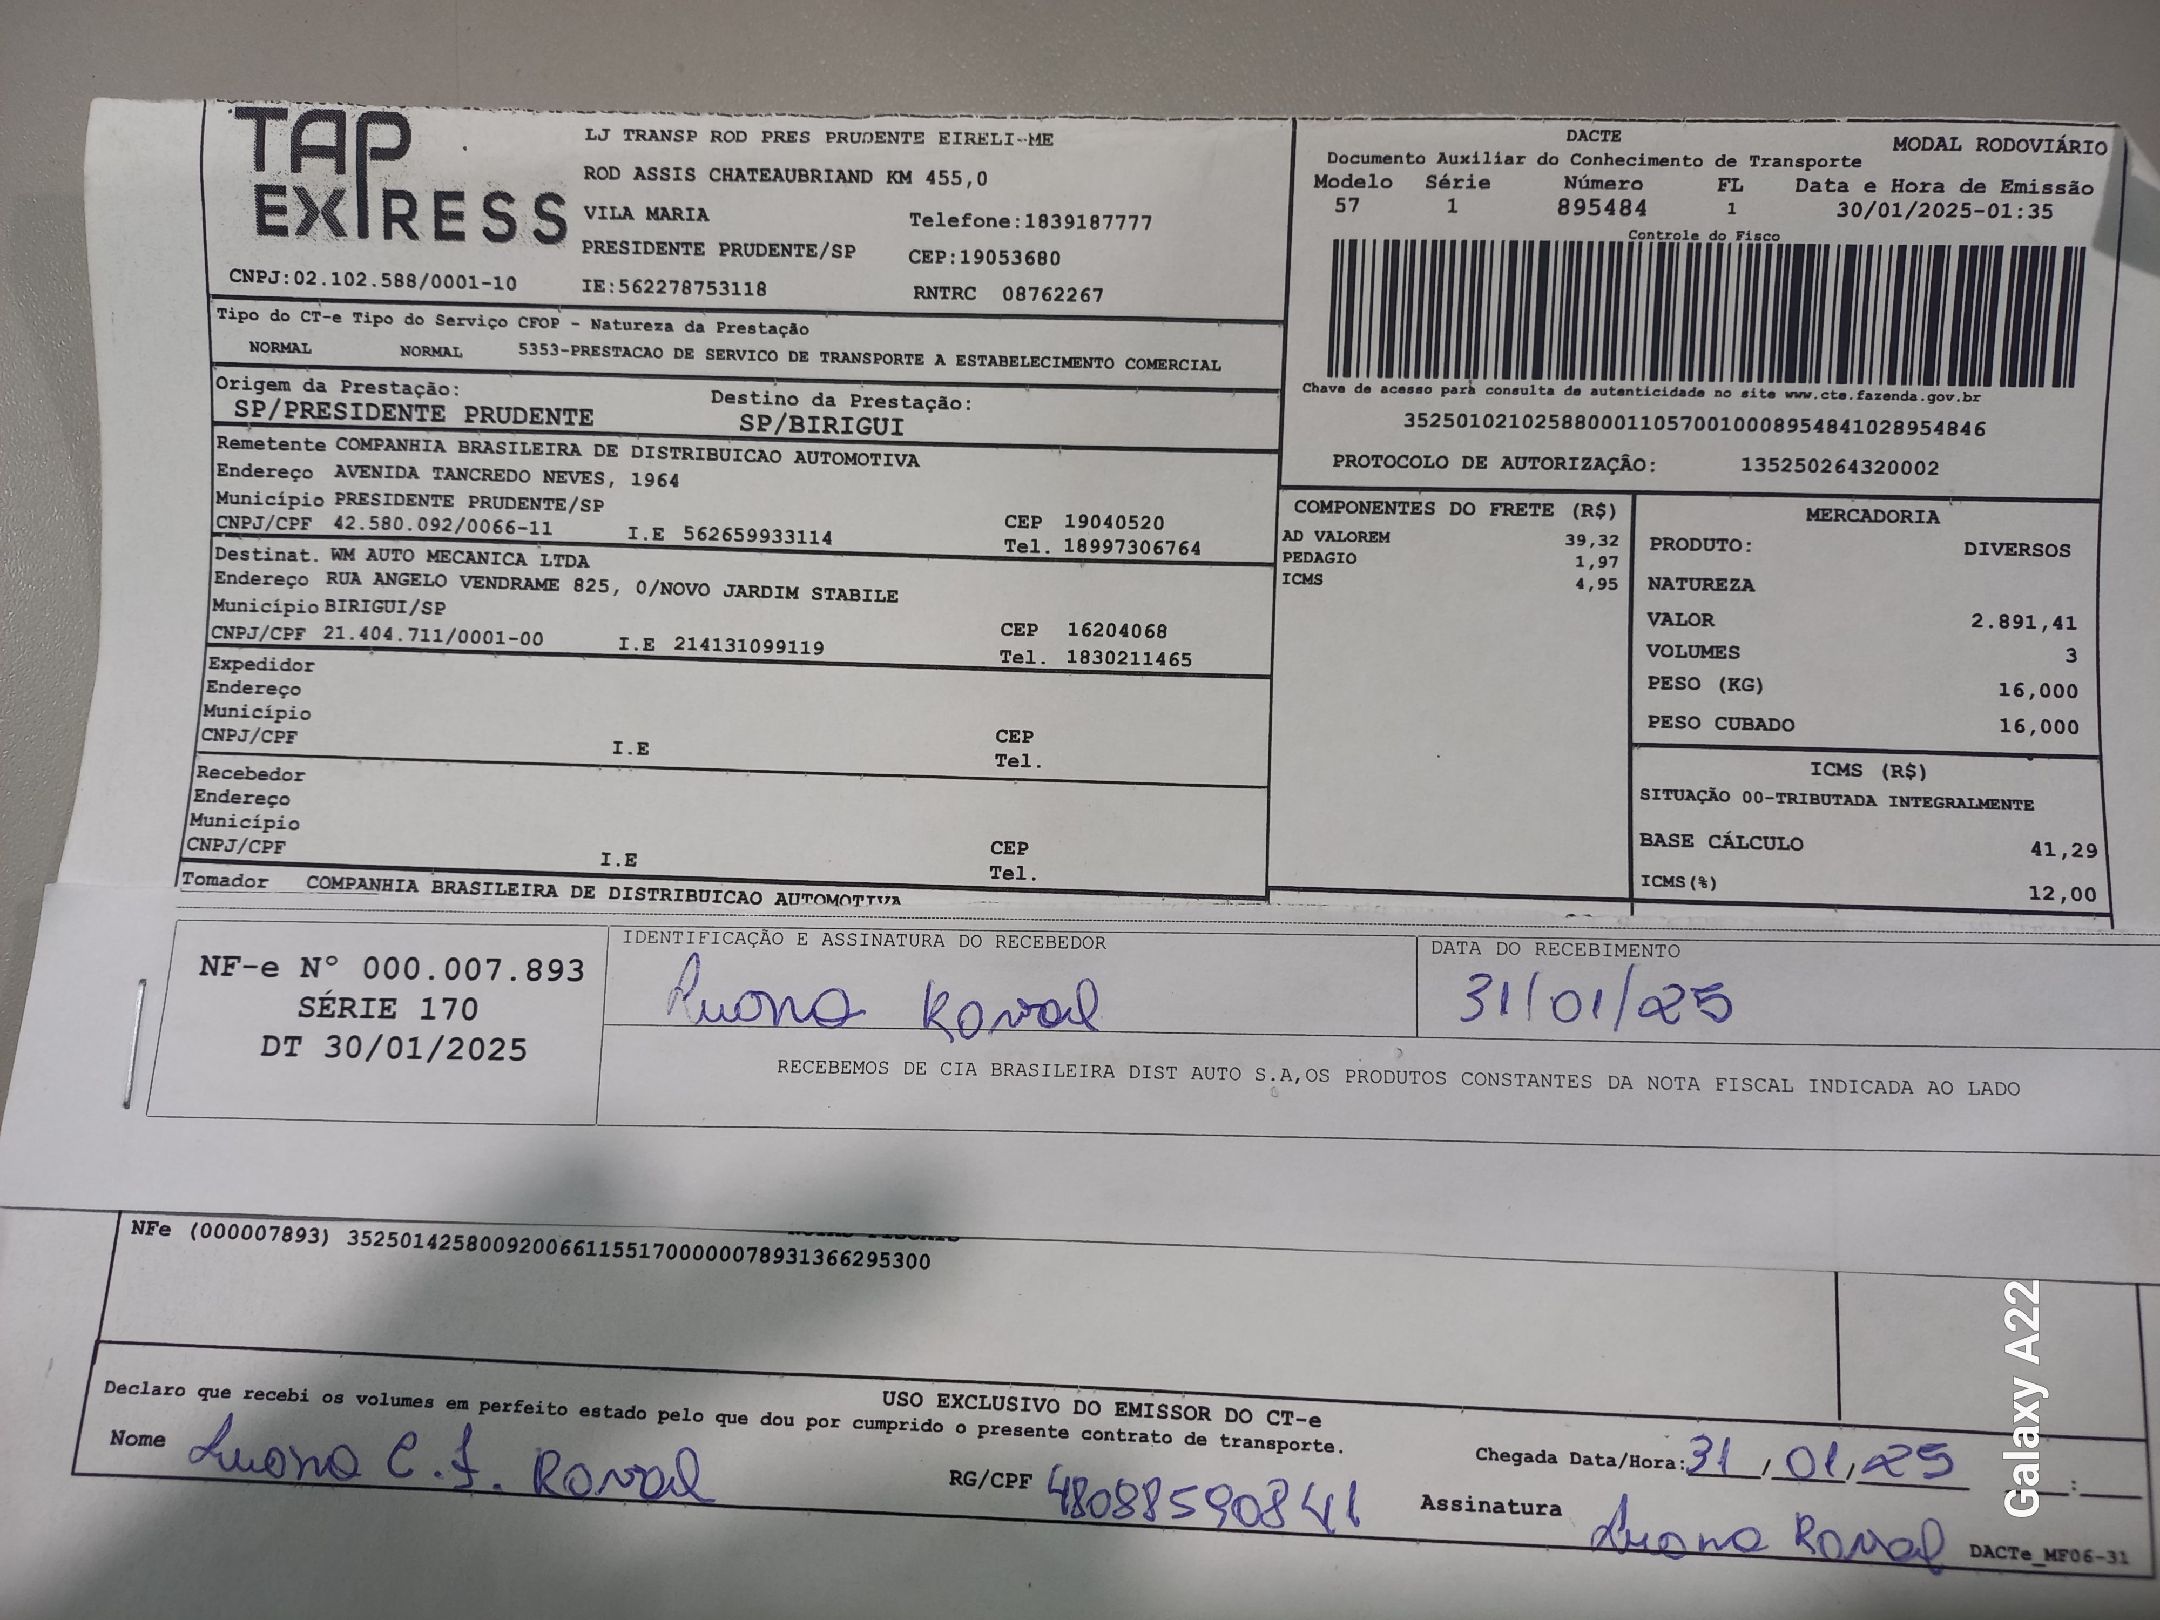 TAP EXPRESS
LJ TRANSP ROD PRES PRUDENTE EIRELI-ME
ROD ASSIS CHATEAUBRIAND KM 455,0
VILA MARIA Telefone:1839187777
PRESIDENTE PRUDENTE/SP CEP:19053680
CNPJ:02.102.588/0001-10 IE:562278753118 RNTRC 08762267
DACTE MODAL RODOVIÁRIO
Documento Auxiliar do Conhecimento de Transporte
Modelo Série Número FL Data e Hora de Emissão
57 1 895484 1 30/01/2025-01:35
Controle do Fisco
Chave de acesso para consulta de autenticidade no site www.cte.fazenda.gov.br
35250102102588000110570010008954841028954846
PROTOCOLO DE AUTORIZAÇÂO: 135250264320002
Tipo do CT-e Tipo do Serviço CFOP - Natureza da Prestação
NORMAL NORMAL 5353-PRESTACAO DE SERVICO DE TRANSPORTE A ESTABELECIMENTO COMERCIAL
Origem da Prestação: Destino da Prestação:
SP/PRESIDENTE PRUDENTE SP/BIRIGUI
Remetente COMPANHIA BRASILEIRA DE DISTRIBUICAO AUTOMOTIVA
Endereço AVENIDA TANCREDO NEVES, 1964
Município PRESIDENTE PRUDENTE/SP CEP 19040520
CNPJ/CPF 42.580.092/0066-11 I.E 562659933114 Tel. 18997306764
Destinat. WM AUTO MECANICA LTDA
Endereço RUA ANGELO VENDRAME 825, 0/NOVO JARDIM STABILE
Município BIRIGUI/SP CEP 16204068
CNPJ/CPF 21.404.711/0001-00 I.E 214131099119 Tel. 1830211465
Expedidor
Endereço
Município CEP
CNPJ/CPF I.E Tel.
Recebedor
Endereço
Município CEP
CNPJ/CPF I.E Tel.
Tomador COMPANHIA BRASILEIRA DE DISTRIBUICAO AUTOMOTIVA
COMPONENTES DO FRETE (R$)
AD VALOREM 39,32
PEDAGIO 1,97
ICMS 4,95
MERCADORIA
PRODUTO: DIVERSOS
NATUREZA
VALOR 2.891,41
VOLUMES 3
PESO (KG) 16,000
PESO CUBADO 16,000
ICMS (R$)
SITUAÇÃO 00-TRIBUTADA INTEGRALMENTE
BASE CÁLCULO 41,29
ICMS(%) 12,00
NF-e Nº 000.007.893
SÉRIE 170
DT 30/01/2025
IDENTIFICAÇÃO E ASSINATURA DO RECEBEDOR
Luana Roval
DATA DO RECEBIMENTO
31/01/25
RECEBEMOS DE CIA BRASILEIRA DIST AUTO S.A,OS PRODUTOS CONSTANTES DA NOTA FISCAL INDICADA AO LADO
NFe (000007893) 35250142580092006611551700000078931366295300
USO EXCLUSIVO DO EMISSOR DO CT-e
Declaro que recebi os volumes em perfeito estado pelo que dou por cumprido o presente contrato de transporte.
Nome Luana C. F. Roval RG/CPF 48088590841 Chegada Data/Hora: 31/01/25 :
Assinatura Luana Roval DACTe_MF06-31
Galaxy A22